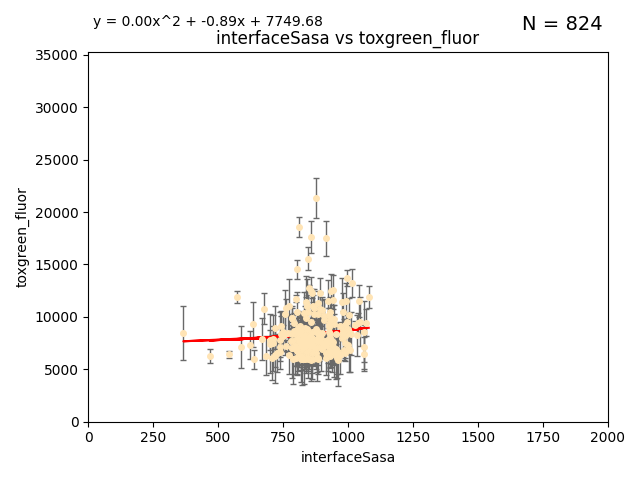 y = 0.00x^2 + -0.89x + 7749.68
N = 824
interfaceSasa vs toxgreen_fluor
35000
30000
25000
20000
15000
10000
5000
0
toxgreen_fluor
0 250 500 750 1000 1250 1500 1750 2000
interfaceSasa